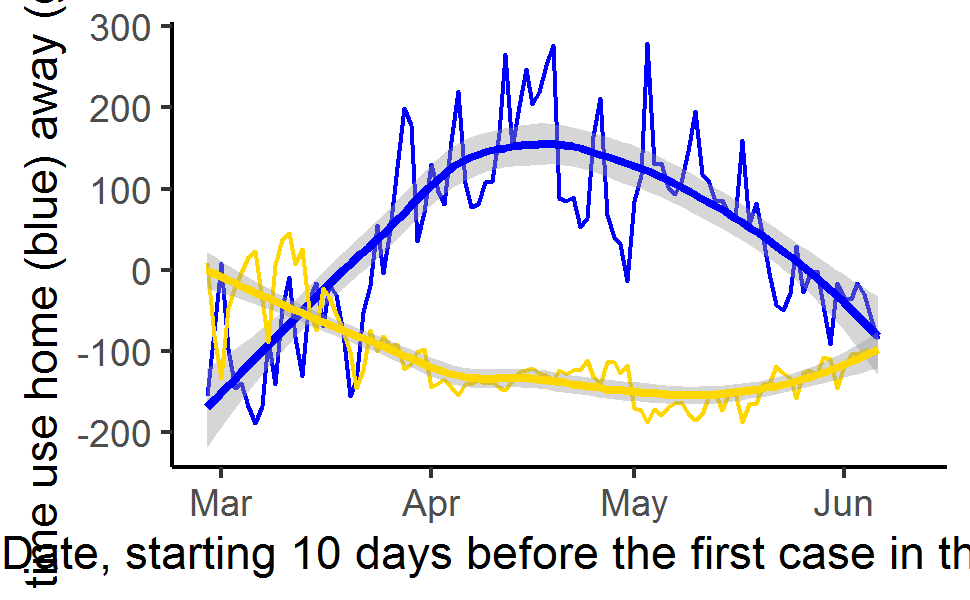 time use home (blue) away (
300
200
100
0
-100
-200
Mar Apr May Jun
Date, starting 10 days before the first case in th